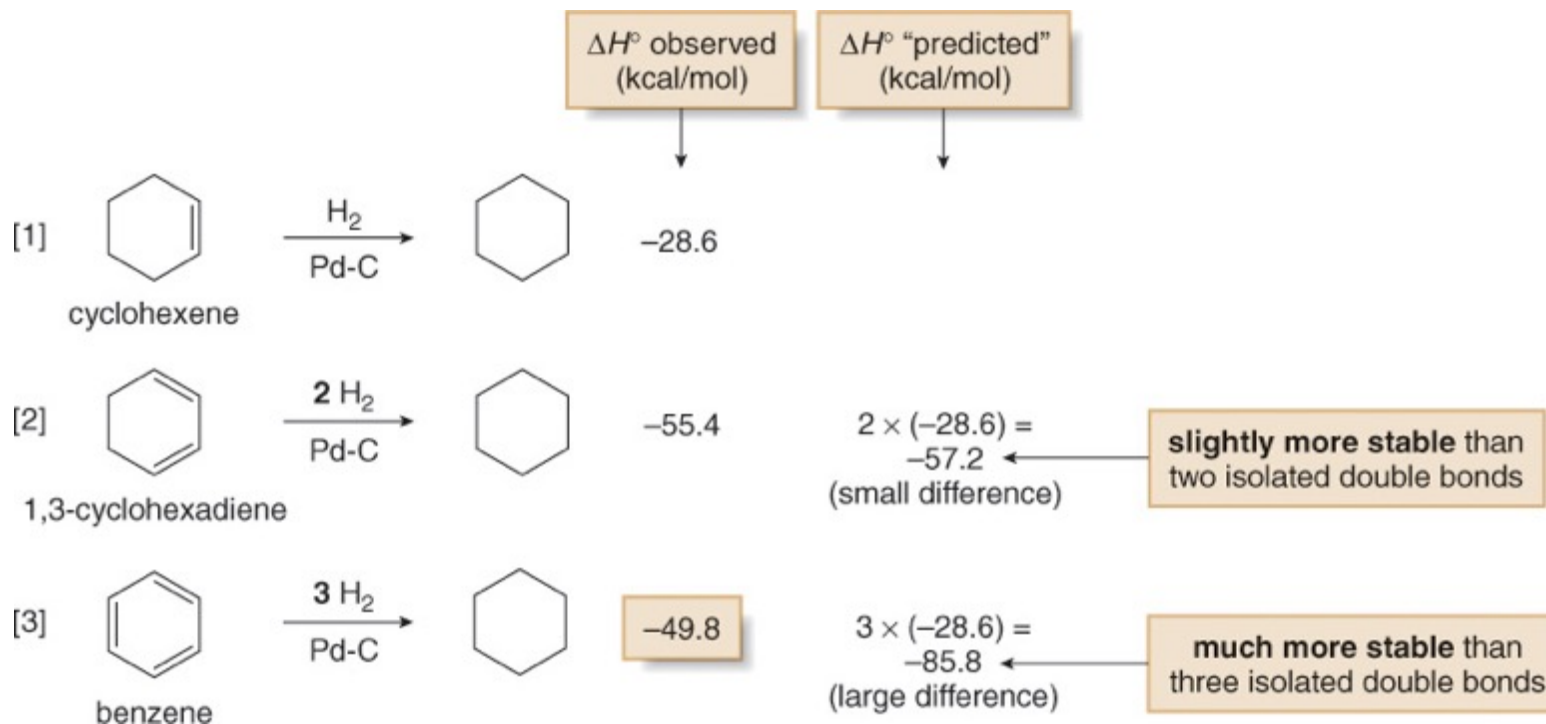 ΔH° observed
(kcal/mol)
ΔH° “predicted”
(kcal/mol)
[1]
H₂
Pd-C
–28.6
cyclohexene
[2]
2 H₂
Pd-C
–55.4
2 × (–28.6) =
–57.2
(small difference)
slightly more stable than
two isolated double bonds
1,3-cyclohexadiene
[3]
3 H₂
Pd-C
–49.8
3 × (–28.6) =
–85.8
(large difference)
much more stable than
three isolated double bonds
benzene